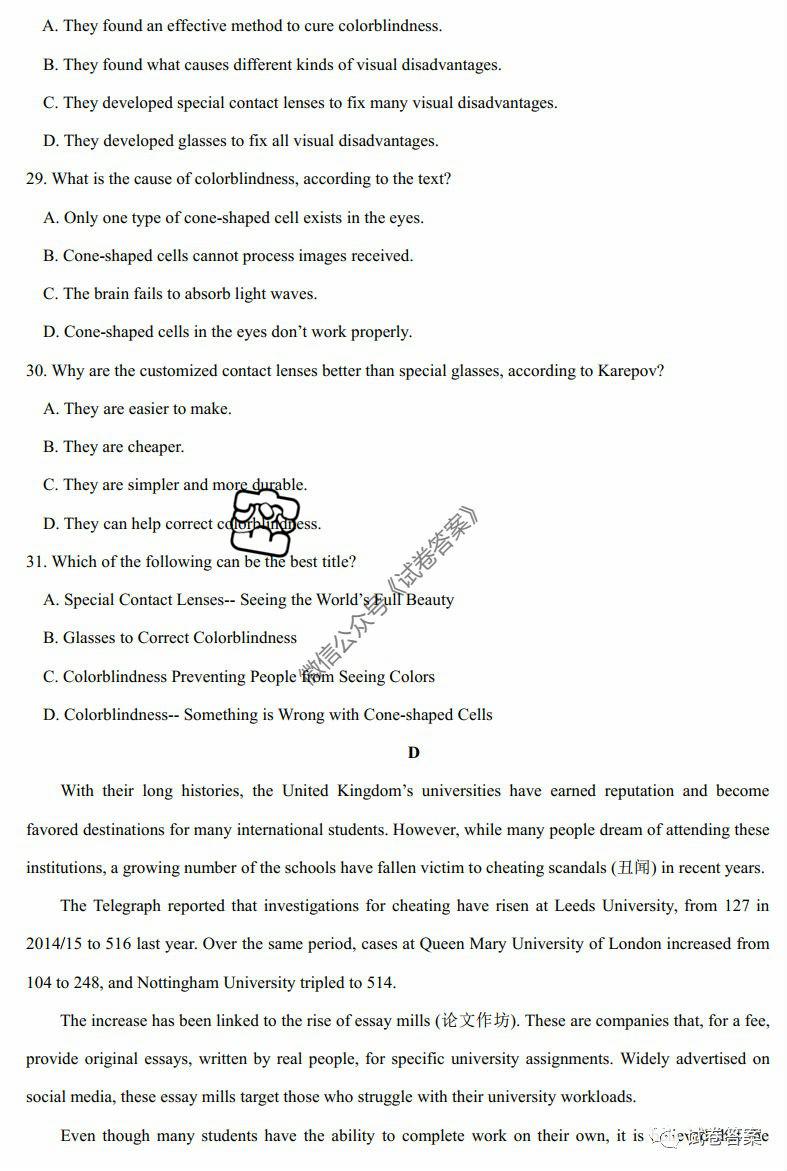 A. They found an effective method to cure colorblindness.
B. They found what causes different kinds of visual disadvantages.
C. They developed special contact lenses to fix many visual disadvantages.
D. They developed glasses to fix all visual disadvantages.
29. What is the cause of colorblindness, according to the text?
A. Only one type of cone-shaped cell exists in the eyes.
B. Cone-shaped cells cannot process images received.
C. The brain fails to absorb light waves.
D. Cone-shaped cells in the eyes don’t work properly.
30. Why are the customized contact lenses better than special glasses, according to Karepov?
A. They are easier to make.
B. They are cheaper.
C. They are simpler and more durable.
D. They can help correct colorblindness.
31. Which of the following can be the best title?
A. Special Contact Lenses-- Seeing the World’s Full Beauty
B. Glasses to Correct Colorblindness
C. Colorblindness Preventing People from Seeing Colors
D. Colorblindness-- Something is Wrong with Cone-shaped Cells
微信公众号《试卷答案》
D
With their long histories, the United Kingdom’s universities have earned reputation and become
favored destinations for many international students. However, while many people dream of attending these
institutions, a growing number of the schools have fallen victim to cheating scandals (丑闻) in recent years.
The Telegraph reported that investigations for cheating have risen at Leeds University, from 127 in
2014/15 to 516 last year. Over the same period, cases at Queen Mary University of London increased from
104 to 248, and Nottingham University tripled to 514.
The increase has been linked to the rise of essay mills (论文作坊). These are companies that, for a fee,
provide original essays, written by real people, for specific university assignments. Widely advertised on
social media, these essay mills target those who struggle with their university workloads.
Even though many students have the ability to complete work on their own, it is
试卷答案